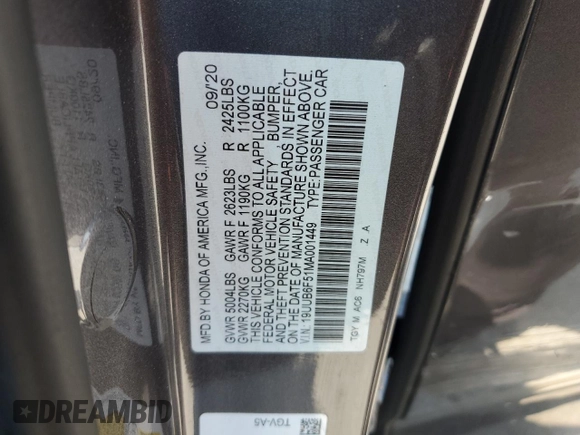 MFD BY HONDA OF AMERICA MFG.,INC. 09/20
GVWR 5004LBS GAWR F 2623LBS R 2425LBS
GVWR 2270KG GAWR F 1190KG R 1100KG
THIS VEHICLE CONFORMS TO ALL APPLICABLE
FEDERAL MOTOR VEHICLE SAFETY BUMPER,
AND THEFT PREVENTION STANDARDS IN EFFECT
ON THE DATE OF MANUFACTURE SHOWN ABOVE.
V.I.N.: 19UUB6F51MA001449 TYPE:PASSENGER CAR
TGY M AC6 NH797M Z A
TGV-A5
DREAMBID